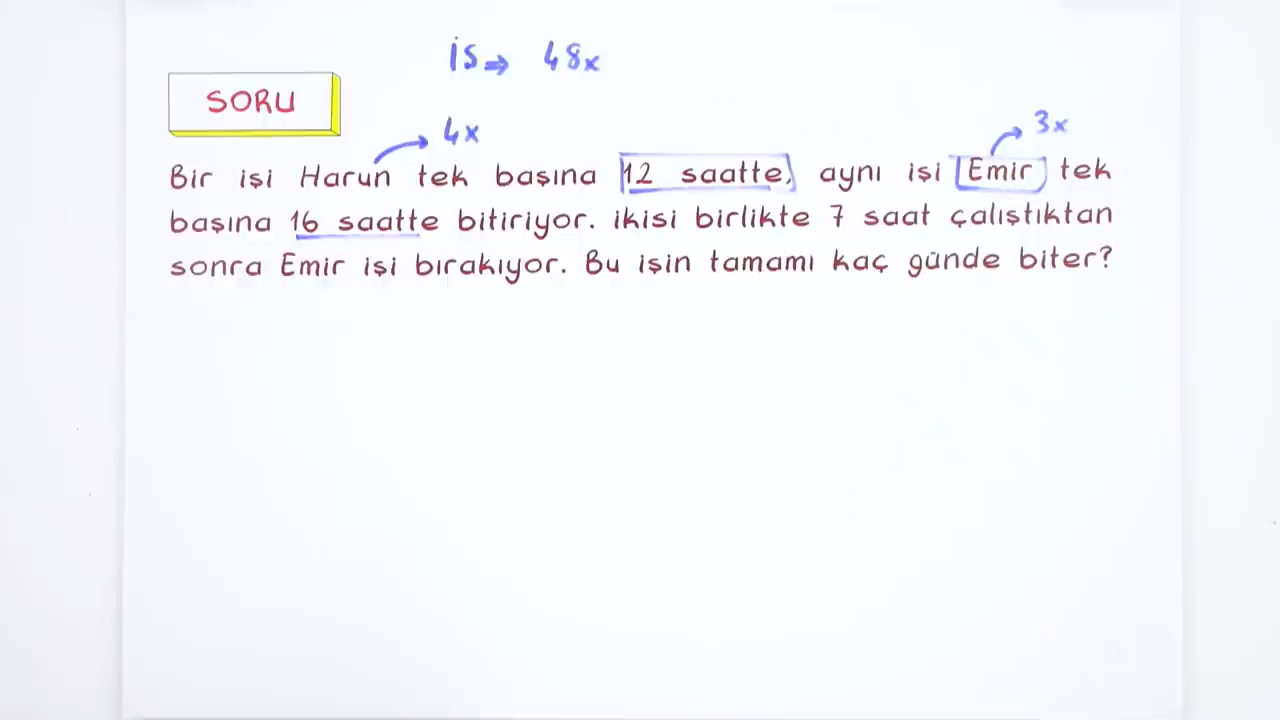 İS ⇒ 48x
SORU
4x
3x
Bir işi Harun tek başına 12 saatte, aynı işi Emir tek
başına 16 saatte bitiriyor. ikisi birlikte 7 saat çalıştıktan
sonra Emir işi bırakıyor. Bu işin tamamı kaç günde biter?